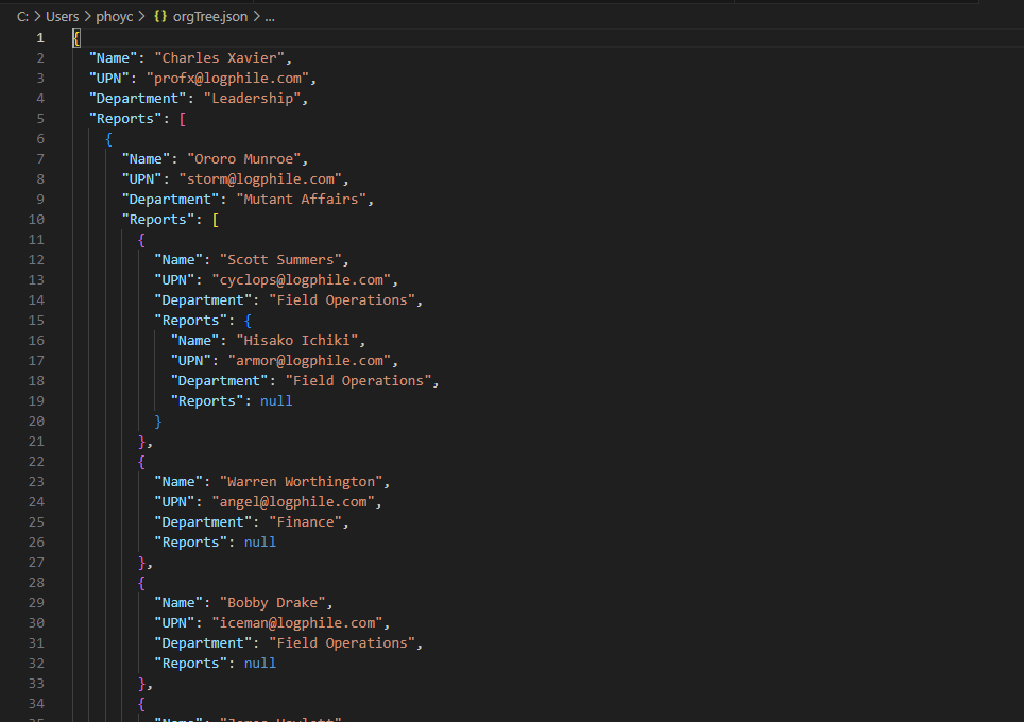 C: > Users > phoyc > {} orgTree.json > ...
1 {
2 "Name": "Charles Xavier",
3 "UPN": "profx@logphile.com",
4 "Department": "Leadership",
5 "Reports": [
6 {
7 "Name": "Ororo Munroe",
8 "UPN": "storm@logphile.com",
9 "Department": "Mutant Affairs",
10 "Reports": [
11 {
12 "Name": "Scott Summers",
13 "UPN": "cyclops@logphile.com",
14 "Department": "Field Operations",
15 "Reports": {
16 "Name": "Hisako Ichiki",
17 "UPN": "armor@logphile.com",
18 "Department": "Field Operations",
19 "Reports": null
20 }
21 },
22 {
23 "Name": "Warren Worthington",
24 "UPN": "angel@logphile.com",
25 "Department": "Finance",
26 "Reports": null
27 },
28 {
29 "Name": "Bobby Drake",
30 "UPN": "iceman@logphile.com",
31 "Department": "Field Operations",
32 "Reports": null
33 },
34 {
35 "Name":